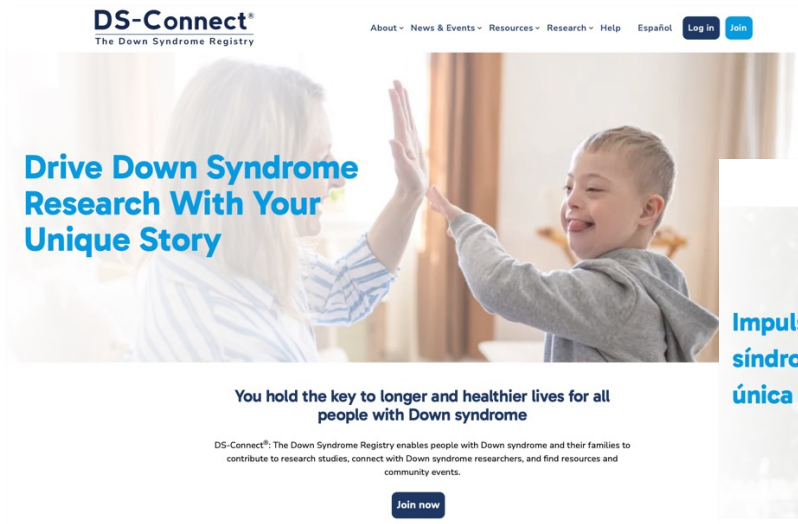 DS-Connect®
The Down Syndrome Registry
About News & Events Resources Research Help Español Log in Join
Drive Down Syndrome
Research With Your
Unique Story
You hold the key to longer and healthier lives for all
people with Down syndrome
DS-Connect®: The Down Syndrome Registry enables people with Down syndrome and their families to
contribute to research studies, connect with Down syndrome researchers, and find resources and
community events.
Join now
síndro
única